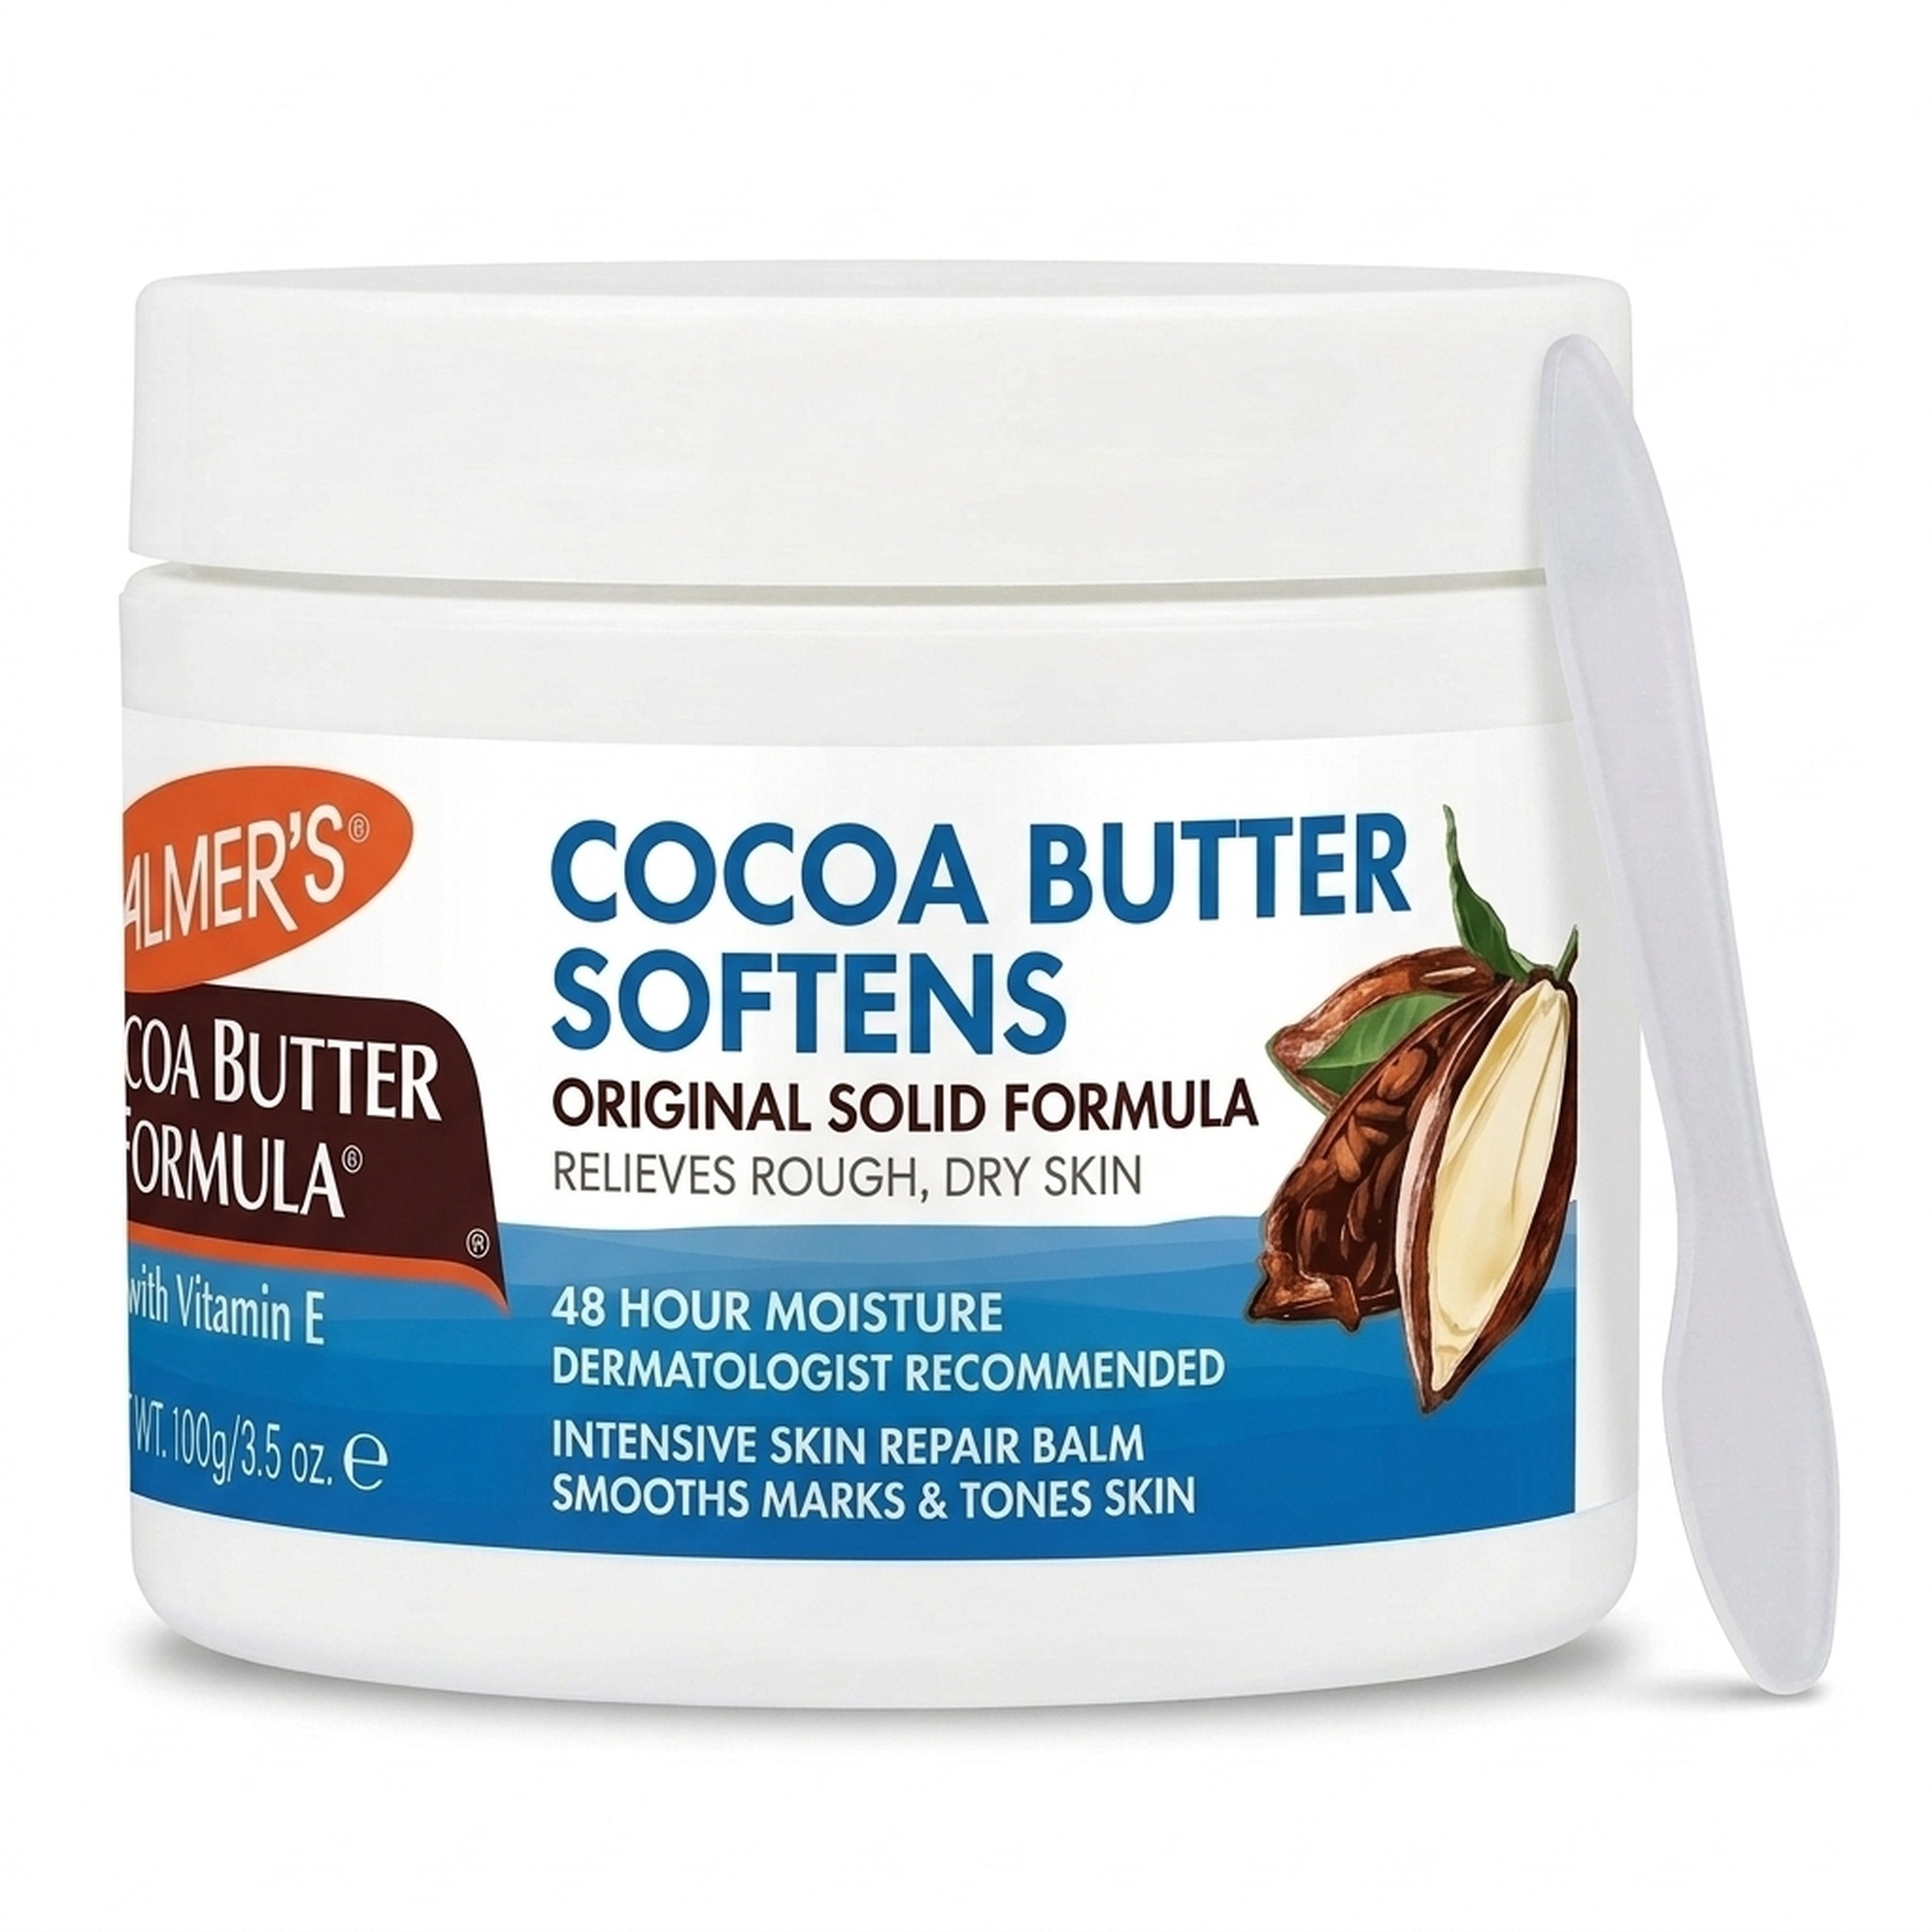 ALMER'S®
COA BUTTER
FORMULA®
®
with Vitamin E
WT. 100g/3.5 oz. ℮
COCOA BUTTER
SOFTENS
ORIGINAL SOLID FORMULA
RELIEVES ROUGH, DRY SKIN
48 HOUR MOISTURE
DERMATOLOGIST RECOMMENDED
INTENSIVE SKIN REPAIR BALM
SMOOTHS MARKS & TONES SKIN